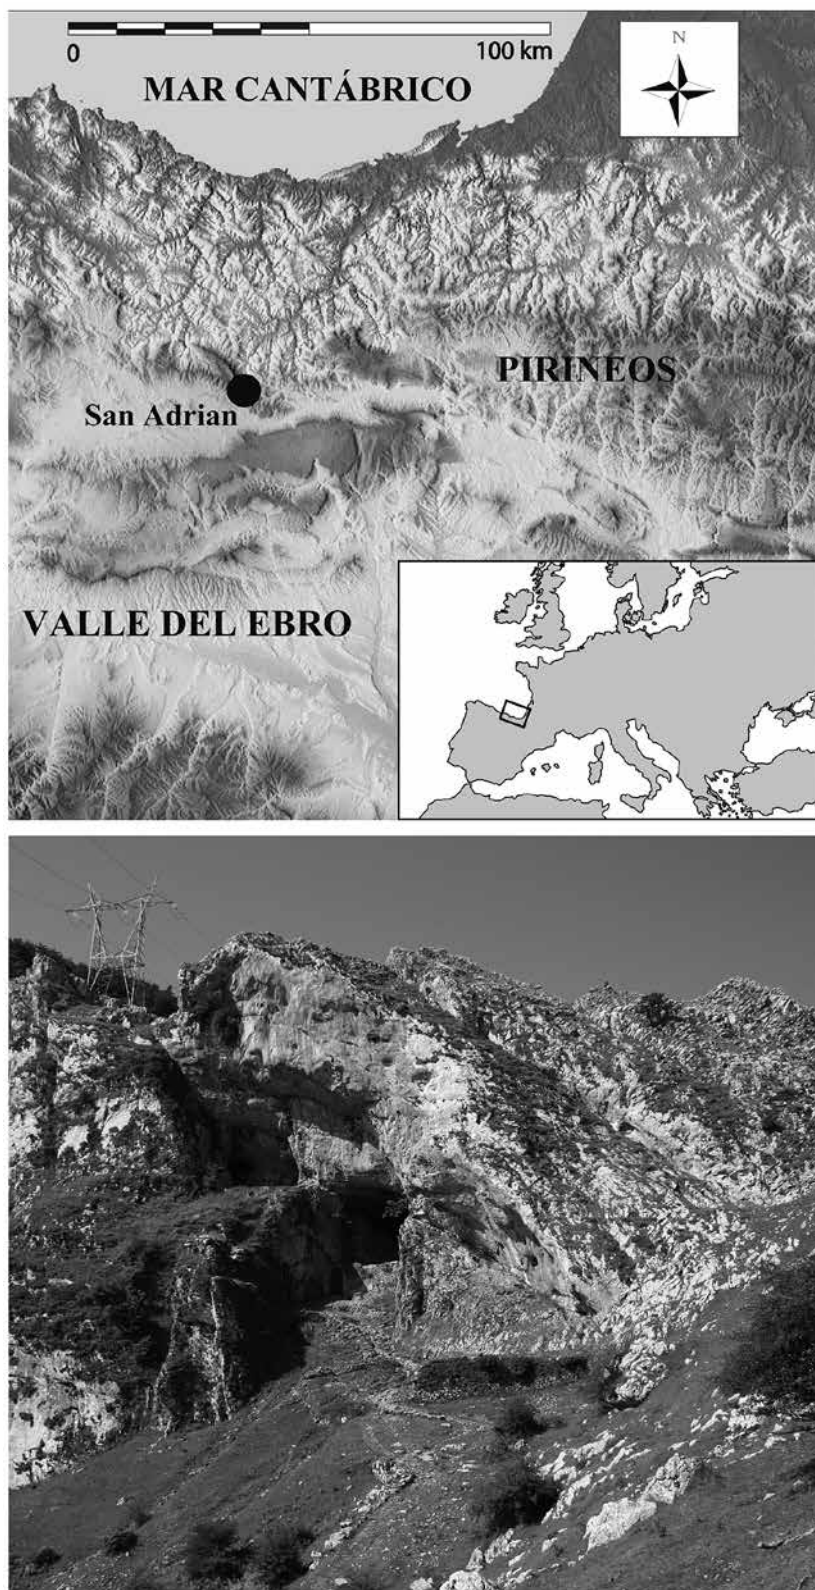 0 100 km
MAR CANTÁBRICO
N
PIRINEOS
San Adrian
VALLE DEL EBRO